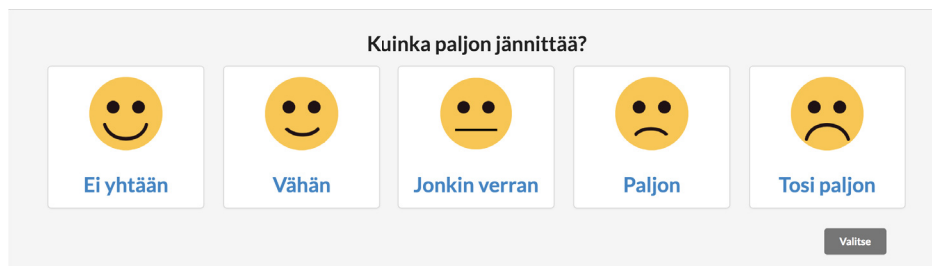 Kuinka paljon jännittää?
Ei yhtään
Vähän
Jonkin verran
Paljon
Tosi paljon
Valitse